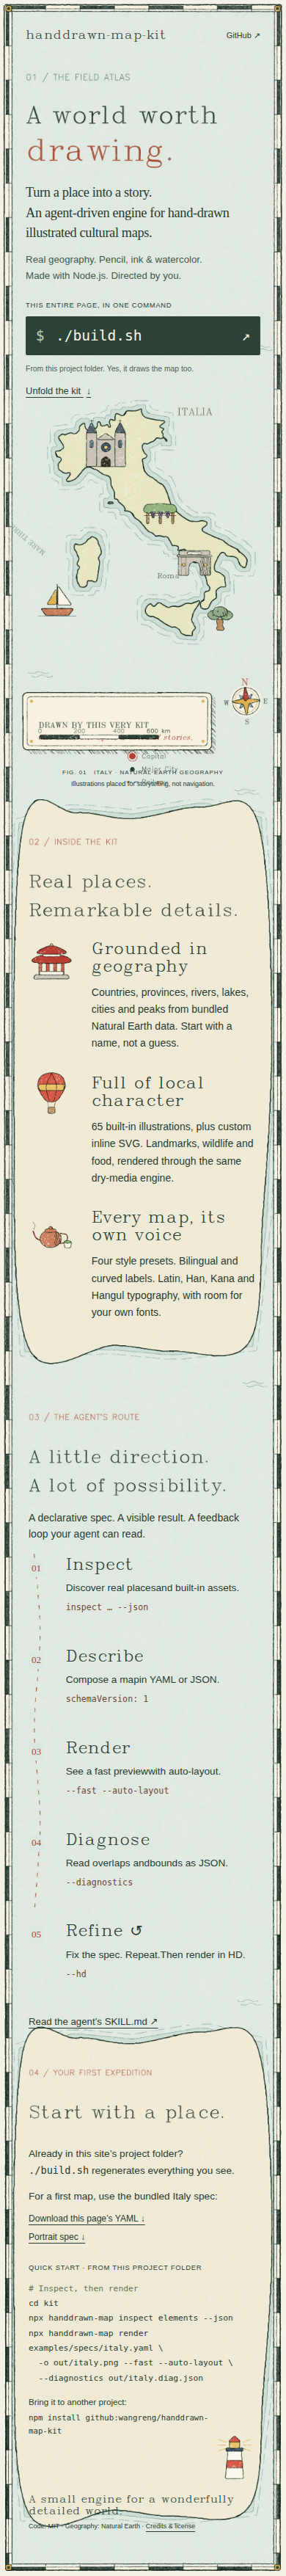 handdrawn-map-kit
GitHub ↗
01 / THE FIELD ATLAS
A world worth
drawing.
Turn a place into a story.
An agent-driven engine for hand-drawn
illustrated cultural maps.
Real geography. Pencil, ink & watercolor.
Made with Node.js. Directed by you.
THIS ENTIRE PAGE, IN ONE COMMAND
$ ./build.sh ↗
From this project folder. Yes, it draws the map too.
Unfold the kit ↓
ITALIA
Roma
N
W E
S
DRAWN BY THIS VERY KIT
0 200 400 600 km
stories.
Capital
Major City
FIG. 01 ITALY · NATURAL EARTH GEOGRAPHY
Illustrations placed for storytelling, not navigation.
02 / INSIDE THE KIT
Real places.
Remarkable details.
Grounded in
geography
Countries, provinces, rivers, lakes,
cities and peaks from bundled
Natural Earth data. Start with a
name, not a guess.
Full of local
character
65 built-in illustrations, plus custom
inline SVG. Landmarks, wildlife and
food, rendered through the same
dry-media engine.
Every map, its
own voice
Four style presets. Bilingual and
curved labels. Latin, Han, Kana and
Hangul typography, with room for
your own fonts.
03 / THE AGENT'S ROUTE
A little direction.
A lot of possibility.
A declarative spec. A visible result. A feedback
loop your agent can read.
01 Inspect
Discover real placesand built-in assets.
inspect … --json
02 Describe
Compose a mapin YAML or JSON.
schemaVersion: 1
03 Render
See a fast previewwith auto-layout.
--fast --auto-layout
04 Diagnose
Read overlaps andbounds as JSON.
--diagnostics
05 Refine ↺
Fix the spec. Repeat.Then render in HD.
--hd
Read the agent's SKILL.md ↗
04 / YOUR FIRST EXPEDITION
Start with a place.
Already in this site's project folder?
./build.sh regenerates everything you see.
For a first map, use the bundled Italy spec:
Download this page's YAML ↓
Portrait spec ↓
QUICK START · FROM THIS PROJECT FOLDER
# Inspect, then render
cd kit
npx handdrawn-map inspect elements --json
npx handdrawn-map render
examples/specs/italy.yaml \
-o out/italy.png --fast --auto-layout \
--diagnostics out/italy.diag.json
Bring it to another project:
npm install github:wangreng/handdrawn-
map-kit
A small engine for a wonderfully
detailed world.
Code: MIT · Geography: Natural Earth · Credits & license